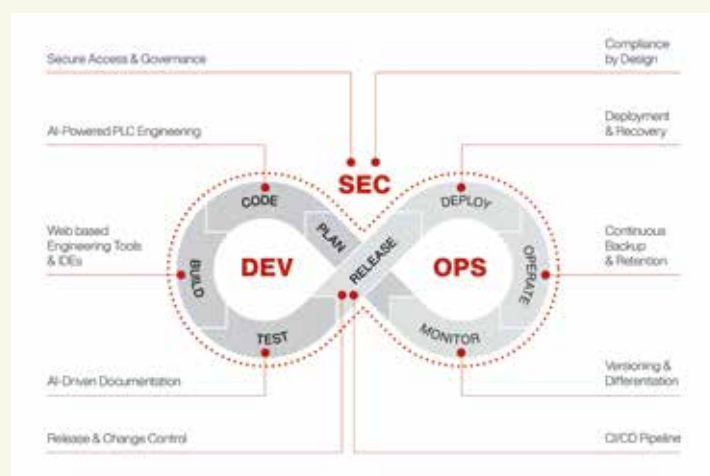 Secure Access & Governance
Compliance
by Design
AI-Powered PLC Engineering
Deployment
& Recovery
SEC
CODE
DEPLOY
PLAN
RELEASE
Web based
Engineering Tools
& IDEs
BUILD
DEV
OPS
OPERATE
Continuous
Backup
& Retention
TEST
MONITOR
AI-Driven Documentation
Versioning &
Differentiation
Release & Change Control
CI/CD Pipeline